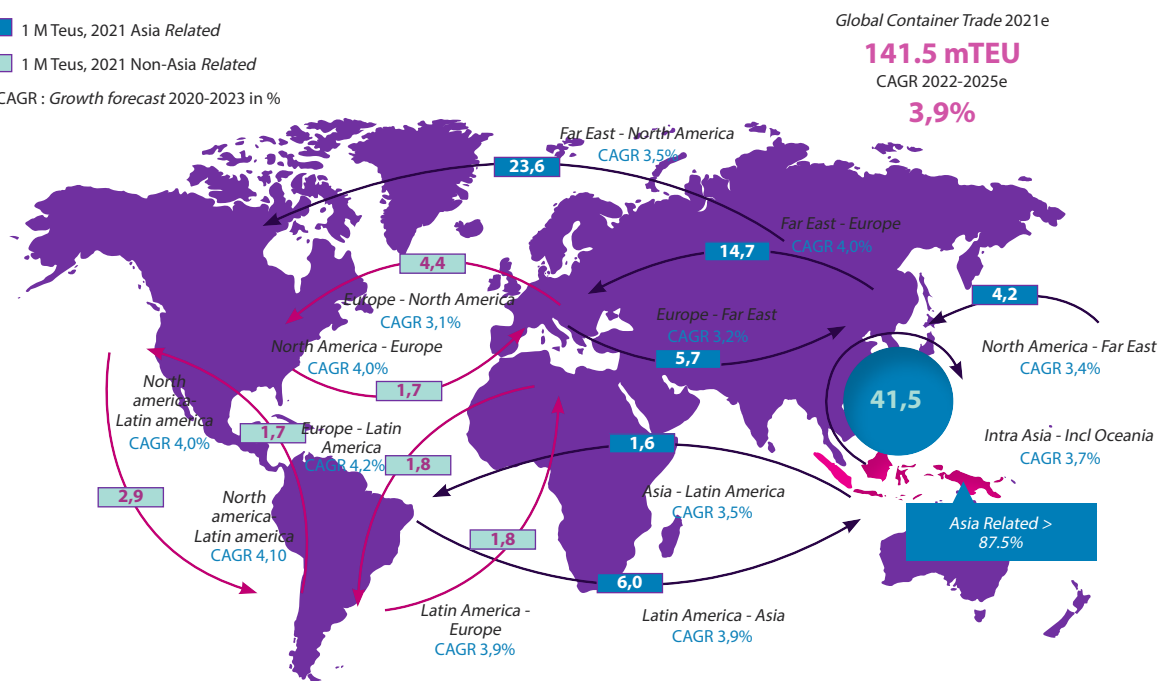 1 M Teus, 2021 Asia Related
1 M Teus, 2021 Non-Asia Related
CAGR : Growth forecast 2020-2023 in %
Global Container Trade 2021e
141.5 mTEU
CAGR 2022-2025e
3,9%
Far East - North America
CAGR 3,5%
23,6
Far East - Europe
CAGR 4,0%
14,7
4,4
Europe - North America
CAGR 3,1%
4,2
North America - Far East
CAGR 3,4%
Europe - Far East
CAGR 3,2%
5,7
North America - Europe
CAGR 4,0%
1,7
North
america-
Latin america
CAGR 4,0%
1,7
Europe - Latin
America
CAGR 4,2%
1,8
41,5
Intra Asia - Incl Oceania
CAGR 3,7%
1,6
Asia - Latin America
CAGR 3,5%
2,9
North
america-
Latin america
CAGR 4,10
1,8
Asia Related >
87.5%
6,0
Latin America -
Europe
CAGR 3,9%
Latin America - Asia
CAGR 3,9%